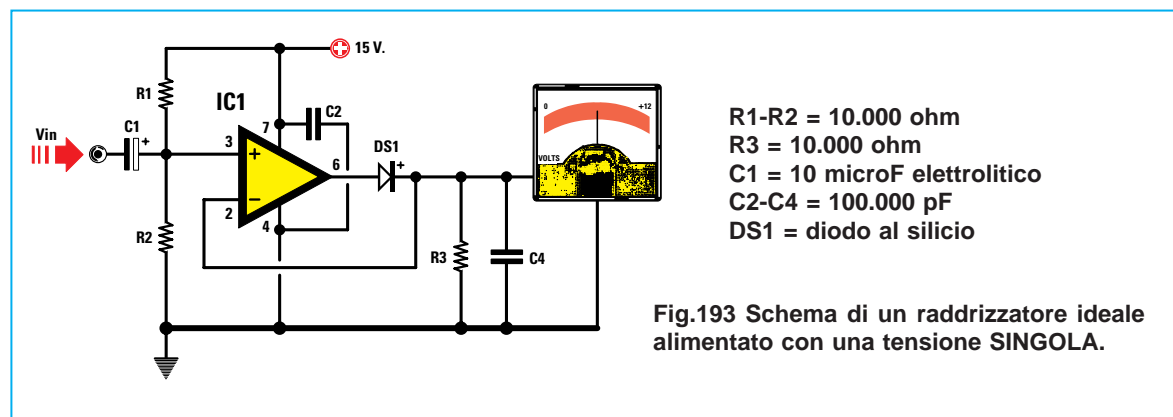 15 V.
R1
IC1
C2
7
Vin
C1
+
3
+
6
DS1
+
2
−
4
R2
R3
C4
0
+12
VOLTS
R1-R2 = 10.000 ohm
R3 = 10.000 ohm
C1 = 10 microF elettrolitico
C2-C4 = 100.000 pF
DS1 = diodo al silicio
Fig.193 Schema di un raddrizzatore ideale
alimentato con una tensione SINGOLA.